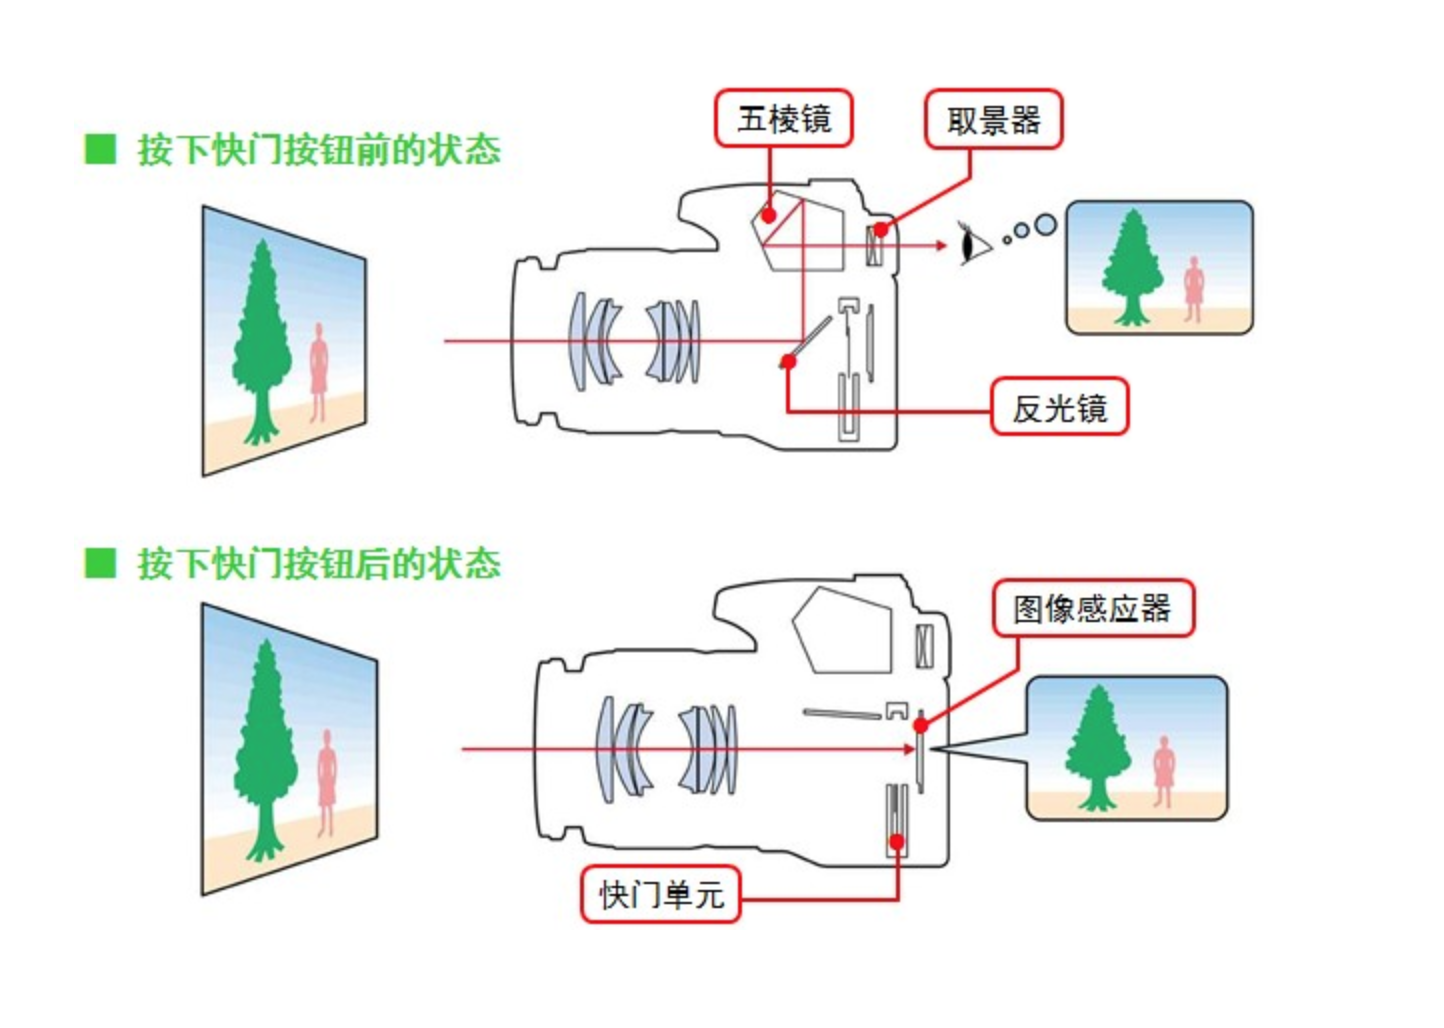 五棱镜
取景器
■ 按下快门按钮前的状态
反光镜
■ 按下快门按钮后的状态
图像感应器
快门单元